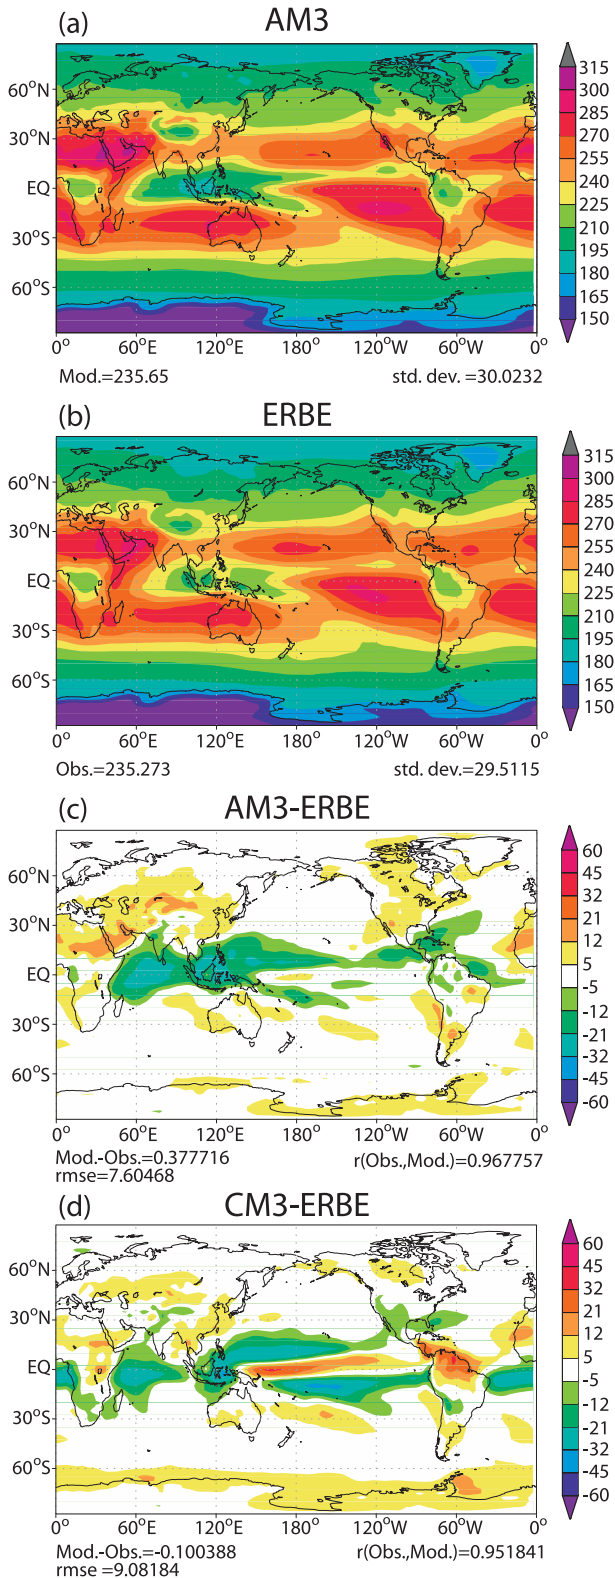 (a) AM3
60°N
30°N
EQ
30°S
60°S
0° 60°E 120°E 180° 120°W 60°W 0°
315
300
285
270
255
240
225
210
195
180
165
150
Mod.=235.65 std. dev. =30.0232
(b) ERBE
60°N
30°N
EQ
30°S
60°S
0° 60°E 120°E 180° 120°W 60°W 0°
315
300
285
270
255
240
225
210
195
180
165
150
Obs.=235.273 std. dev.=29.5115
(c) AM3-ERBE
60°N
30°N
EQ
30°S
60°S
0° 60°E 120°E 180° 120°W 60°W 0°
60
45
32
21
12
5
-5
-12
-21
-32
-45
-60
Mod.-Obs.=0.377716 r(Obs.,Mod.)=0.967757
rmse=7.60468
(d) CM3-ERBE
60°N
30°N
EQ
30°S
60°S
0° 60°E 120°E 180° 120°W 60°W 0°
60
45
32
21
12
5
-5
-12
-21
-32
-45
-60
Mod.-Obs.=-0.100388 r(Obs.,Mod.)=0.951841
rmse =9.08184